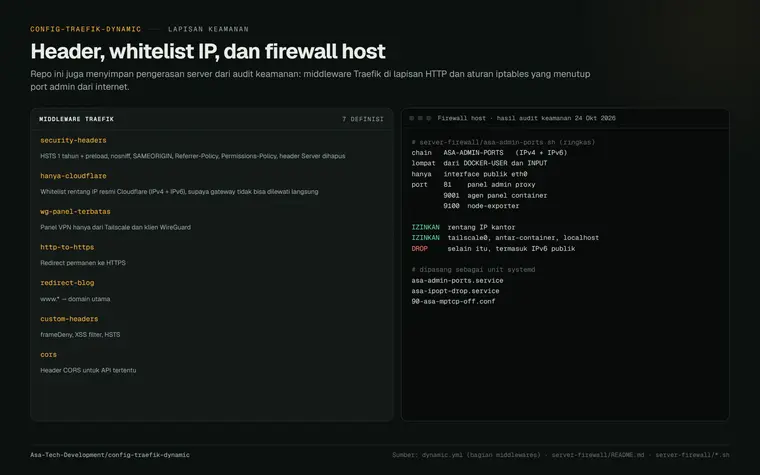 CONFIG-TRAEFIK-DYNAMIC — LAPISAN KEAMANAN
Header, whitelist IP, dan firewall host
Repo ini juga menyimpan pengerasan server dari audit keamanan: middleware Traefik di lapisan HTTP dan aturan iptables yang menutup
port admin dari internet.
MIDDLEWARE TRAEFIK 7 DEFINISI
security-headers
HSTS 1 tahun + preload, nosniff, SAMEORIGIN, Referrer-Policy, Permissions-Policy, header Server dihapus
hanya-cloudflare
Whitelist rentang IP resmi Cloudflare (IPv4 + IPv6), supaya gateway tidak bisa dilewati langsung
wg-panel-terbatas
Panel VPN hanya dari Tailscale dan klien WireGuard
http-to-https
Redirect permanen ke HTTPS
redirect-blog
www.* — domain utama
custom-headers
frameDeny, XSS filter, HSTS
cors
Header CORS untuk API tertentu
Firewall host · hasil audit keamanan 24 Okt 2026
# server-firewall/asa-admin-ports.sh (ringkas)
chain ASA-ADMIN-PORTS (IPv4 + IPv6)
lompat dari DOCKER-USER dan INPUT
hanya interface publik eth0
port 81 panel admin proxy
9001 agen panel container
9100 node-exporter
IZINKAN rentang IP kantor
IZINKAN tailscale0, antar-container, localhost
DROP selain itu, termasuk IPv6 publik
# dipasang sebagai unit systemd
asa-admin-ports.service
asa-ipopt-drop.service
90-asa-mptcp-off.conf
Asa-Tech-Development/config-traefik-dynamic
Sumber: dynamic.yml (bagian middlewares) · server-firewall/README.md · server-firewall/*.sh